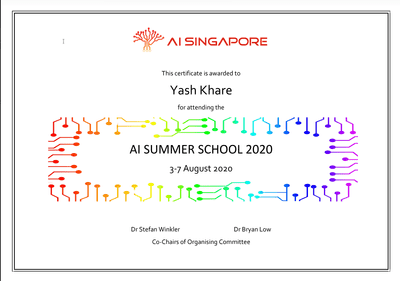 AI SINGAPORE
This certificate is awarded to
Yash Khare
for attending the
AI SUMMER SCHOOL 2020
3-7 August 2020
Dr Stefan Winkler Dr Bryan Low
Co-Chairs of Organising Committee